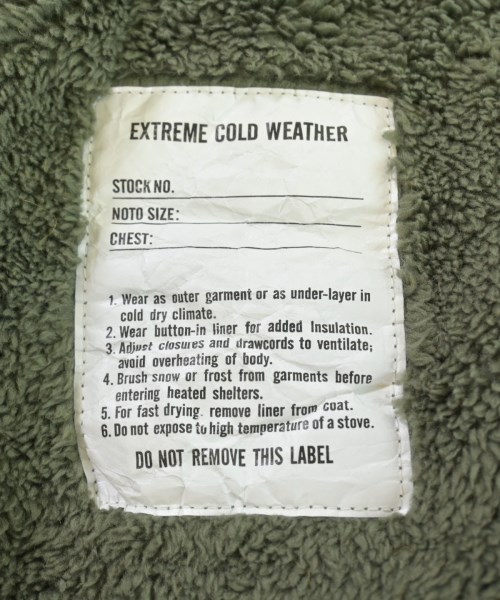 EXTREME COLD WEATHER
STOCK NO.
NOTO SIZE:
CHEST:
1. Wear as outer garment or as under-layer in
cold dry climate.
2. Wear button-in liner for added Insulation.
3. Adjust closures and drawcords to ventilate;
avoid overheating of body.
4. Brush snow or frost from garments before
entering heated shelters.
5. For fast drying. remove liner from coat.
6. Do not expose to high temperature of a stove.
DO NOT REMOVE THIS LABEL